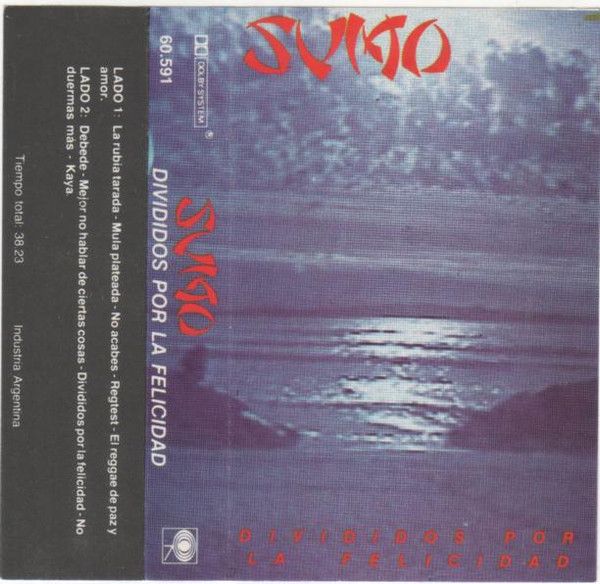 LADO 1: La rubia tarada - Mula plateada - No acabes - Regtest - El reggae de paz y
amor.
LADO 2: Debede - Mejor no hablar de ciertas cosas - Divididos por la felicidad - No
duermas más - Kaya
Tiempo total: 38.23 Industria Argentina
60.591
DOLBY SYSTEM ®
SUMO
DIVIDIDOS POR LA FELICIDAD
SUMO
DIVIDIDOS POR
LA FELICIDAD